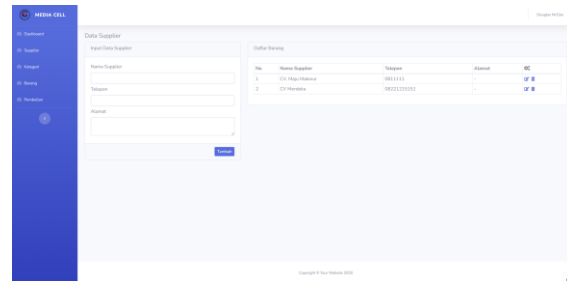 MEDIA CELL
Douglas McGee
Dashboard
Supplier
Kategori
Barang
Pembelian
Data Supplier
Input Data Supplier
Nama Supplier
Telepon
Alamat
Tambah
Daftar Barang
No. Nama Supplier Telepon Alamat
1 CV. Maju Makmur 0811111 -
2 CV Merdeka 08221215151 -
Copyright © Your Website 2020